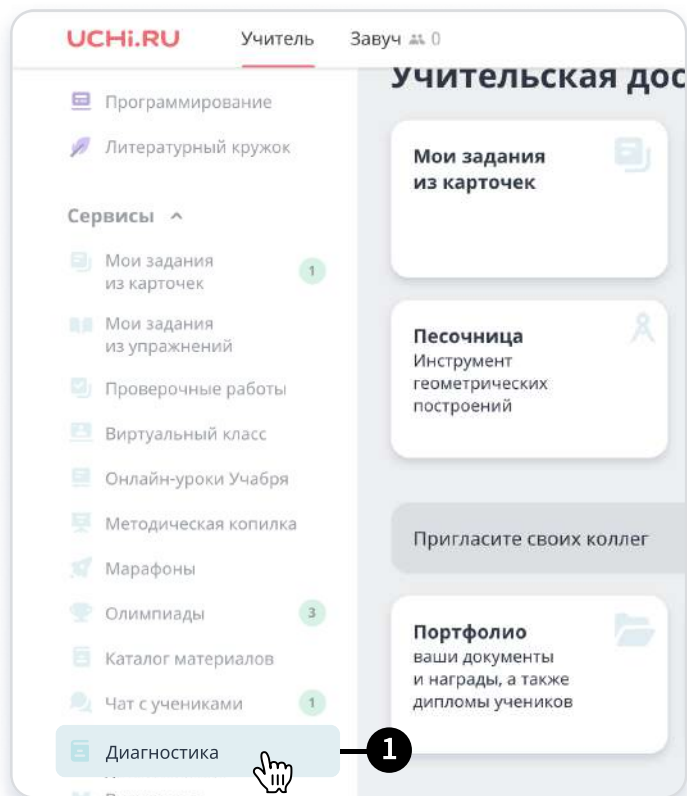 UCHi.RU
Учитель
Завуч 0
Программирование
Литературный кружок
Сервисы
Мои задания
из карточек
1
Мои задания
из упражнений
Проверочные работы
Виртуальный класс
Онлайн-уроки Учабря
Методическая копилка
Марафоны
Олимпиады
3
Каталог материалов
Чат с учениками
1
Диагностика
1
Учительская дос
Мои задания
из карточек
Песочница
Инструмент
геометрических
построений
Пригласите своих коллег
Портфолио
ваши документы
и награды, а также
дипломы учеников